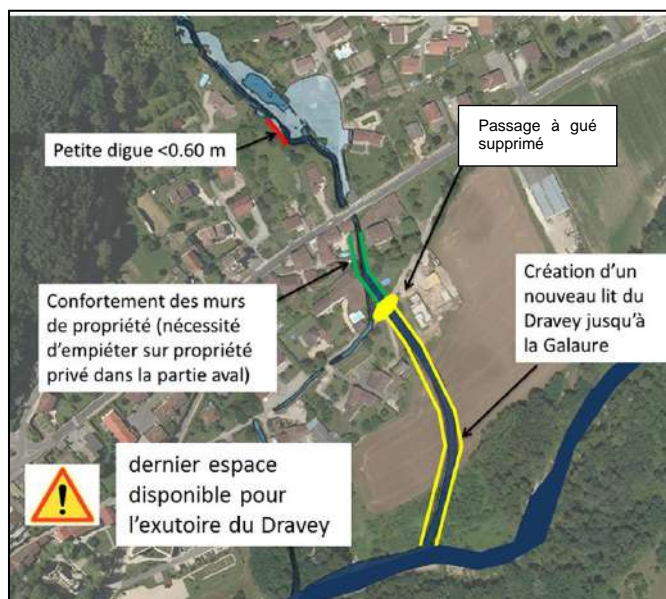 Petite digue <0.60 m
Passage à gué
supprimé
Confortement des murs
de propriété (nécessité
d'empiéter sur propriété
privé dans la partie aval)
Création d'un
nouveau lit du
Dravey jusqu'à
la Galaure
dernier espace
disponible pour
l'exutoire du Dravey